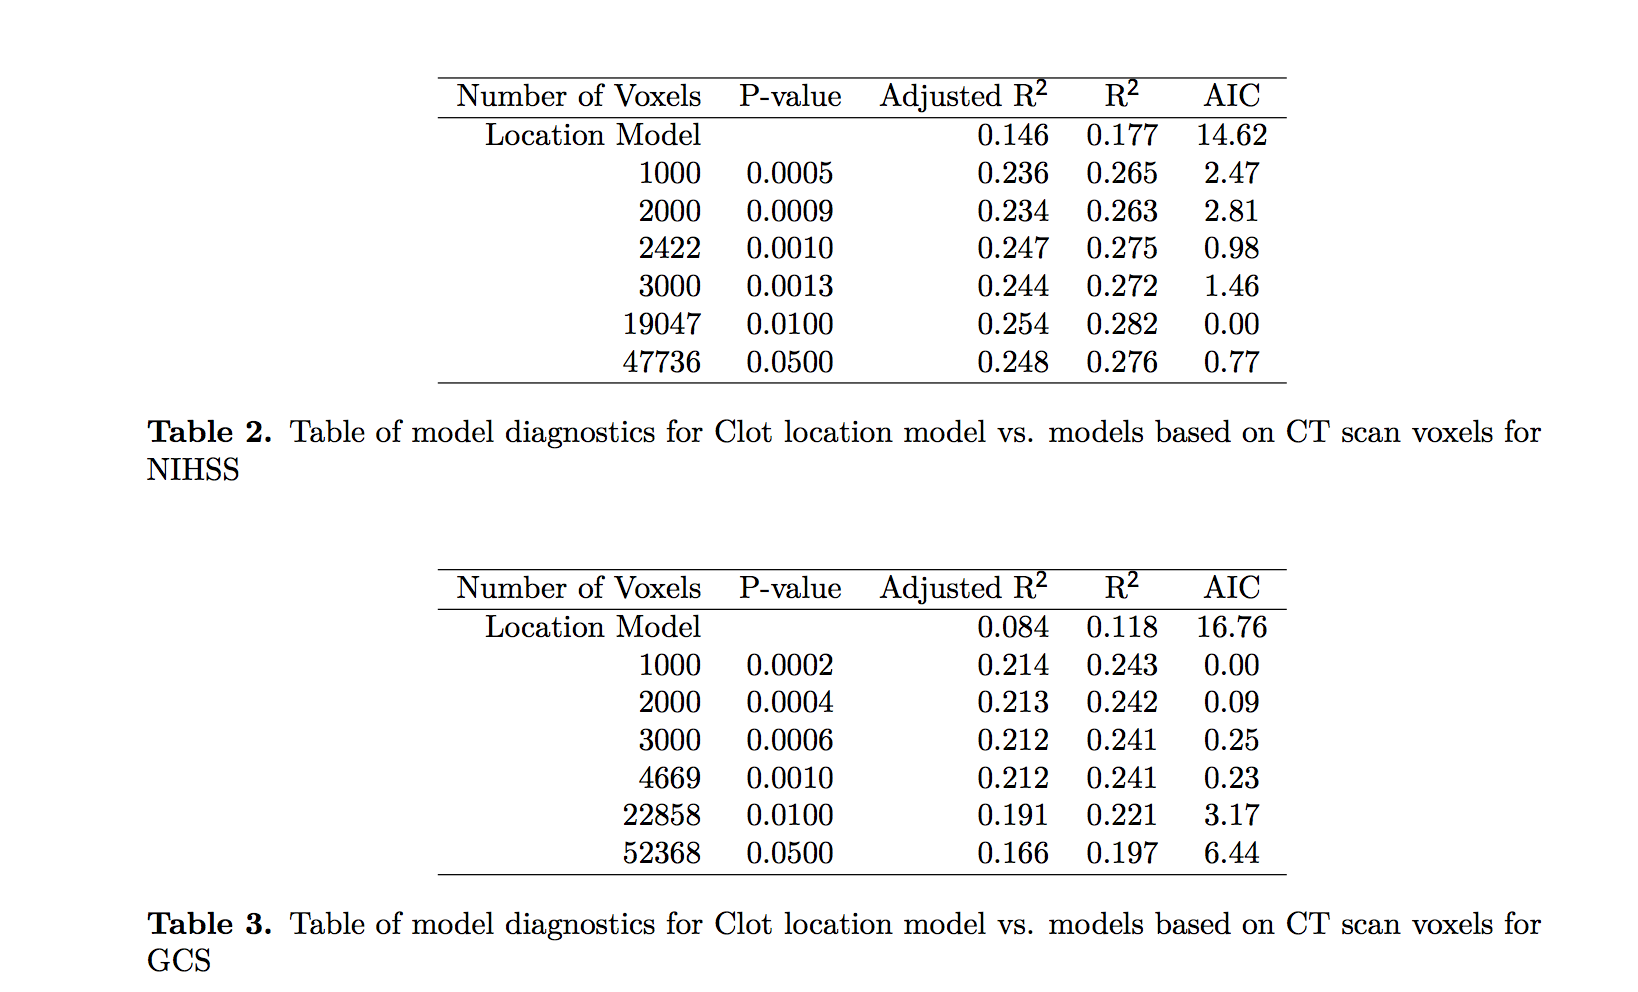 Number of Voxels P-value Adjusted R² R² AIC
Location Model 0.146 0.177 14.62
1000 0.0005 0.236 0.265 2.47
2000 0.0009 0.234 0.263 2.81
2422 0.0010 0.247 0.275 0.98
3000 0.0013 0.244 0.272 1.46
19047 0.0100 0.254 0.282 0.00
47736 0.0500 0.248 0.276 0.77
Table 2. Table of model diagnostics for Clot location model vs. models based on CT scan voxels for
NIHSS
Number of Voxels P-value Adjusted R² R² AIC
Location Model 0.084 0.118 16.76
1000 0.0002 0.214 0.243 0.00
2000 0.0004 0.213 0.242 0.09
3000 0.0006 0.212 0.241 0.25
4669 0.0010 0.212 0.241 0.23
22858 0.0100 0.191 0.221 3.17
52368 0.0500 0.166 0.197 6.44
Table 3. Table of model diagnostics for Clot location model vs. models based on CT scan voxels for
GCS